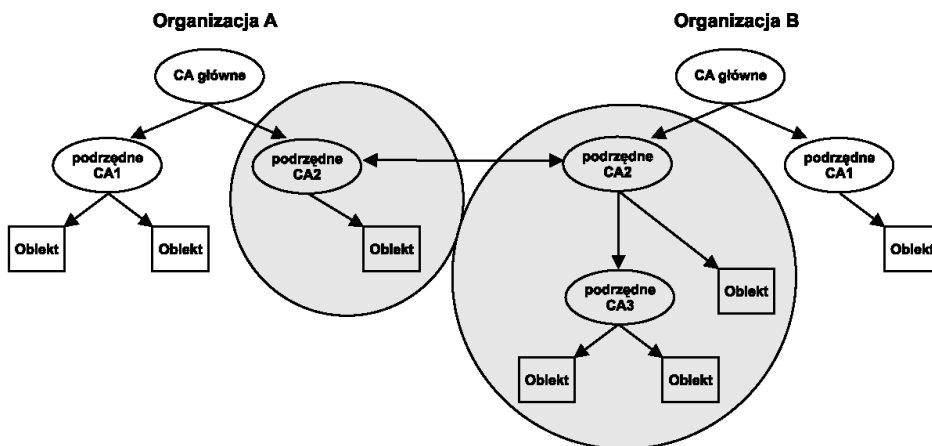 Organizacja A
Organizacja B
CA główne
CA główne
podrzędne
CA1
podrzędne
CA2
podrzędne
CA2
podrzędne
CA1
Obiekt
Obiekt
Obiekt
Obiekt
Obiekt
podrzędne
CA3
Obiekt
Obiekt